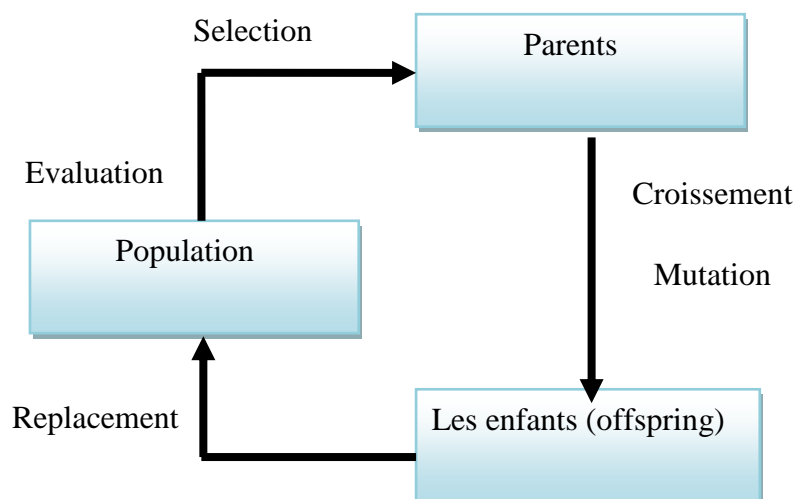 Selection
Parents
Evaluation
Croissement
Population
Mutation
Replacement
Les enfants (offspring)